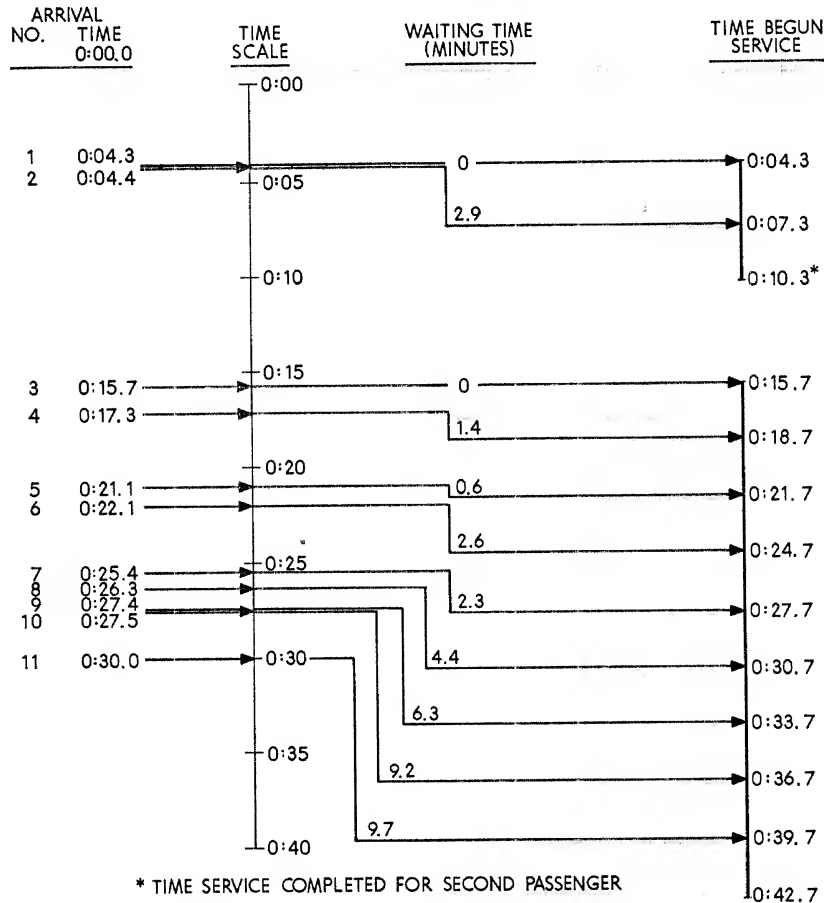 ARRIVAL
NO. TIME 0:00.0 TIME SCALE WAITING TIME (MINUTES) TIME BEGUN SERVICE
0:00
1 0:04.3 0 0:04.3
2 0:04.4 0:05
2.9 0:07.3
0:10 0:10.3*
0:15
3 0:15.7 0 0:15.7
4 0:17.3 1.4 0:18.7
0:20
5 0:21.1 0.6 0:21.7
6 0:22.1 2.6 0:24.7
0:25
7 0:25.4 2.3 0:27.7
8 0:26.3
9 0:27.4
10 0:27.5
11 0:30.0 0:30 4.4 0:30.7
6.3 0:33.7
0:35
9.2 0:36.7
9.7 0:39.7
0:40
* TIME SERVICE COMPLETED FOR SECOND PASSENGER
0:42.7